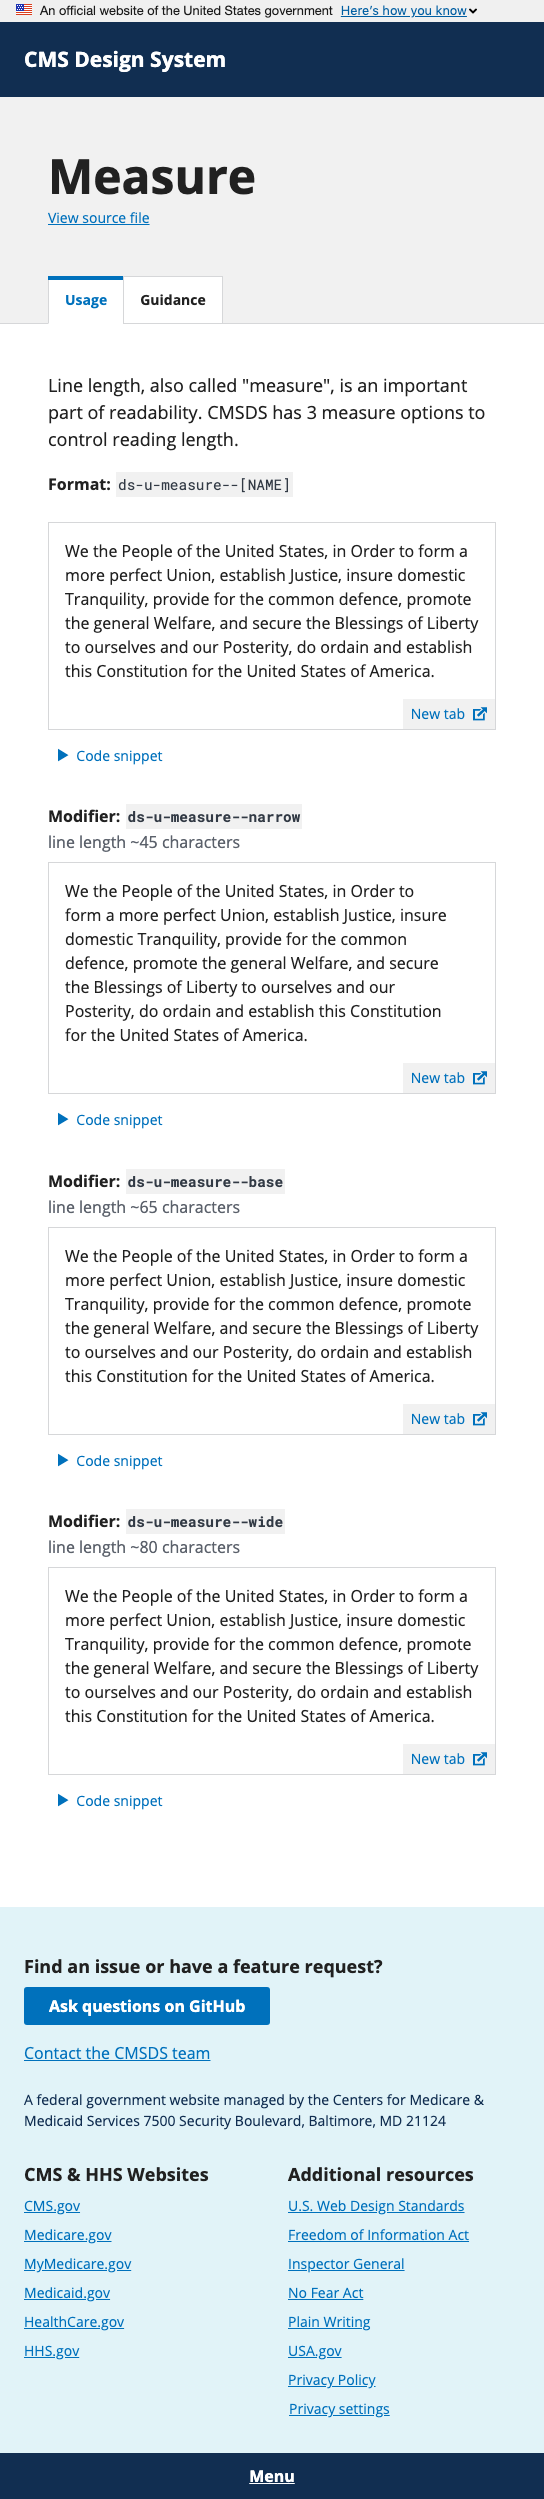 An official website of the United States government Here's how you know
CMS Design System
Measure
View source file
Usage Guidance
Line length, also called "measure", is an important
part of readability. CMSDS has 3 measure options to
control reading length.
Format: ds-u-measure--[NAME]
We the People of the United States, in Order to form a
more perfect Union, establish Justice, insure domestic
Tranquility, provide for the common defence, promote
the general Welfare, and secure the Blessings of Liberty
to ourselves and our Posterity, do ordain and establish
this Constitution for the United States of America.
New tab
Code snippet
Modifier: ds-u-measure--narrow
line length ~45 characters
We the People of the United States, in Order to
form a more perfect Union, establish Justice, insure
domestic Tranquility, provide for the common
defence, promote the general Welfare, and secure
the Blessings of Liberty to ourselves and our
Posterity, do ordain and establish this Constitution
for the United States of America.
New tab
Code snippet
Modifier: ds-u-measure--base
line length ~65 characters
We the People of the United States, in Order to form a
more perfect Union, establish Justice, insure domestic
Tranquility, provide for the common defence, promote
the general Welfare, and secure the Blessings of Liberty
to ourselves and our Posterity, do ordain and establish
this Constitution for the United States of America.
New tab
Code snippet
Modifier: ds-u-measure--wide
line length ~80 characters
We the People of the United States, in Order to form a
more perfect Union, establish Justice, insure domestic
Tranquility, provide for the common defence, promote
the general Welfare, and secure the Blessings of Liberty
to ourselves and our Posterity, do ordain and establish
this Constitution for the United States of America.
New tab
Code snippet
Find an issue or have a feature request?
Ask questions on GitHub
Contact the CMSDS team
A federal government website managed by the Centers for Medicare &
Medicaid Services 7500 Security Boulevard, Baltimore, MD 21124
CMS & HHS Websites
CMS.gov
Medicare.gov
MyMedicare.gov
Medicaid.gov
HealthCare.gov
HHS.gov
Additional resources
U.S. Web Design Standards
Freedom of Information Act
Inspector General
No Fear Act
Plain Writing
USA.gov
Privacy Policy
Privacy settings
Menu